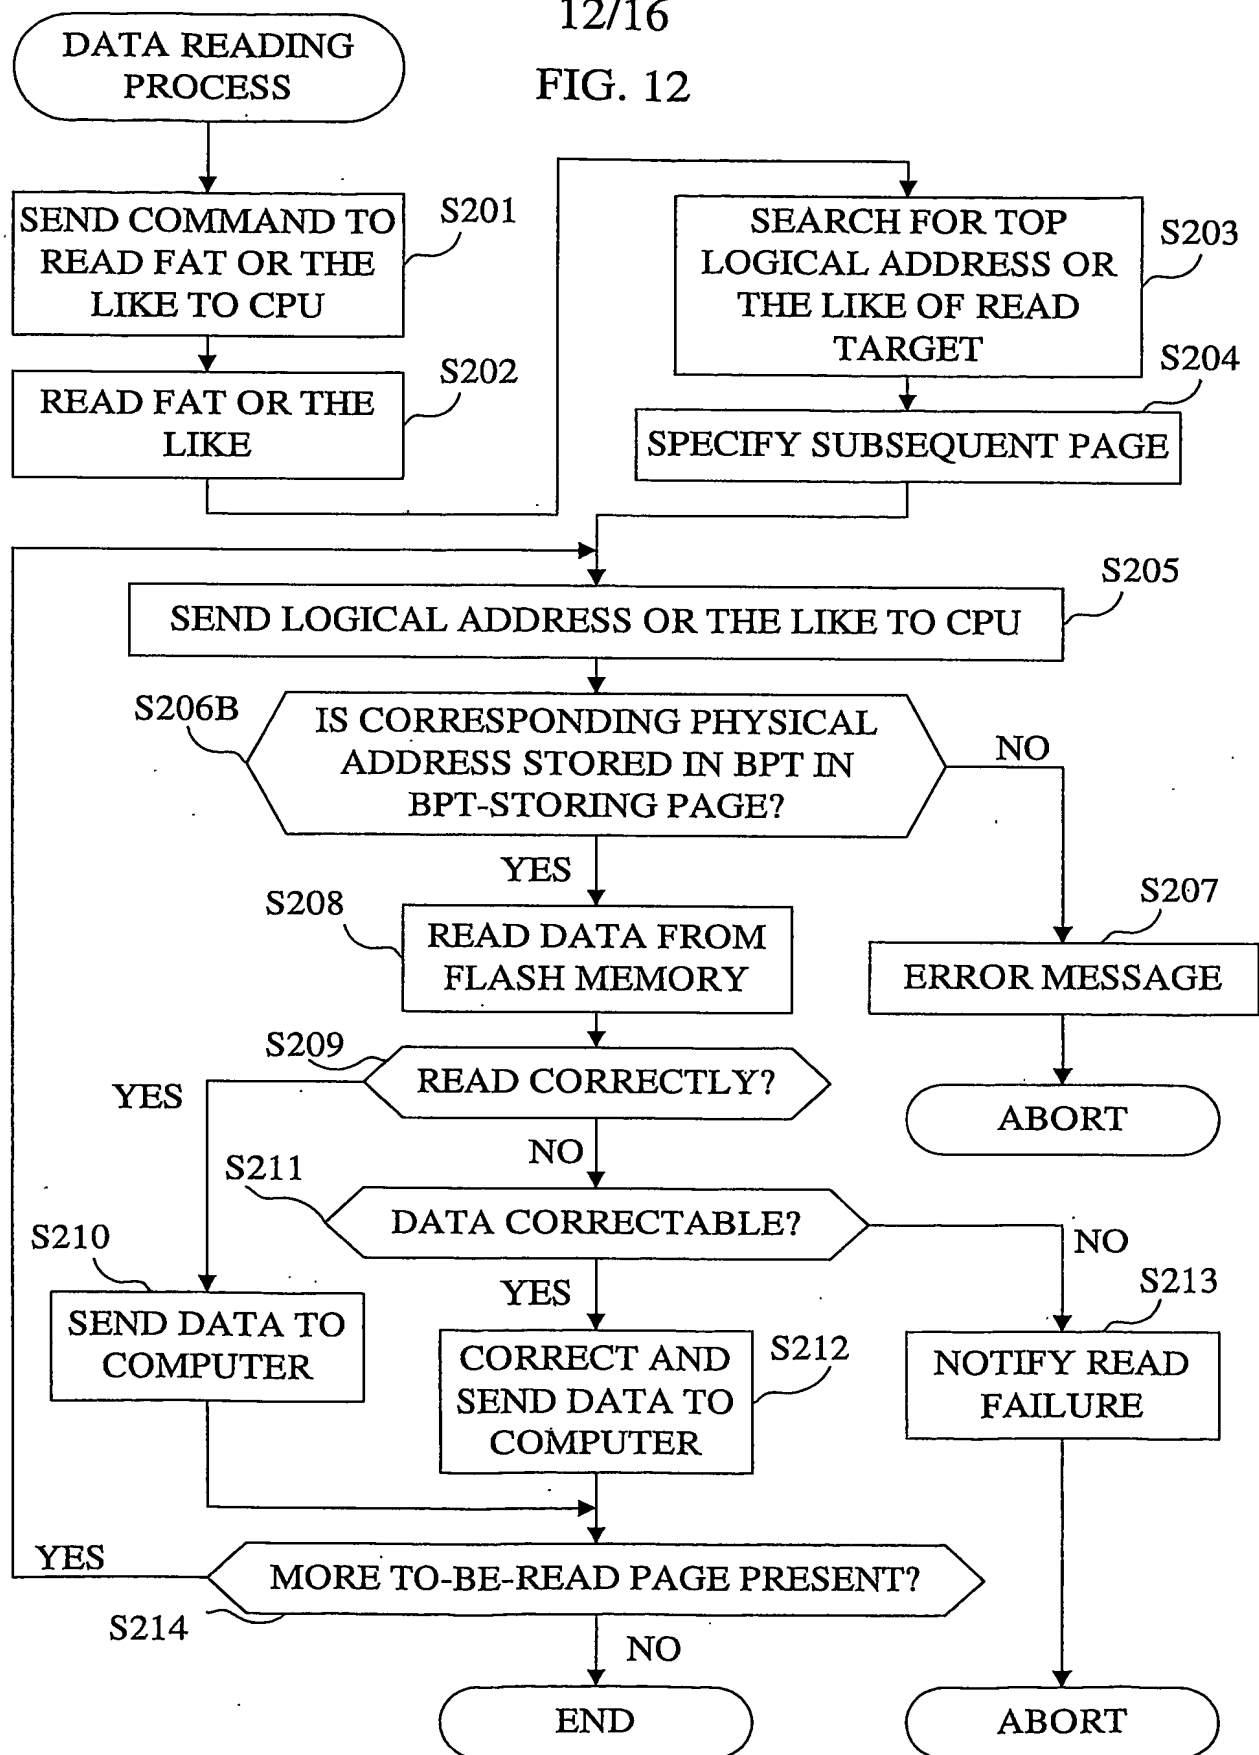 12/16
FIG. 12
DATA READING
PROCESS
SEND COMMAND TO
READ FAT OR THE
LIKE TO CPU
S201
READ FAT OR THE
LIKE
S202
SEARCH FOR TOP
LOGICAL ADDRESS OR
THE LIKE OF READ
TARGET
S203
S204
SPECIFY SUBSEQUENT PAGE
S205
SEND LOGICAL ADDRESS OR THE LIKE TO CPU
S206B
IS CORRESPONDING PHYSICAL
ADDRESS STORED IN BPT IN
BPT-STORING PAGE?
NO
YES
S208
READ DATA FROM
FLASH MEMORY
S207
ERROR MESSAGE
ABORT
S209
READ CORRECTLY?
YES
NO
S211
DATA CORRECTABLE?
NO
YES
S210
SEND DATA TO
COMPUTER
CORRECT AND
SEND DATA TO
COMPUTER
S212
S213
NOTIFY READ
FAILURE
YES
MORE TO-BE-READ PAGE PRESENT?
S214
NO
END
ABORT